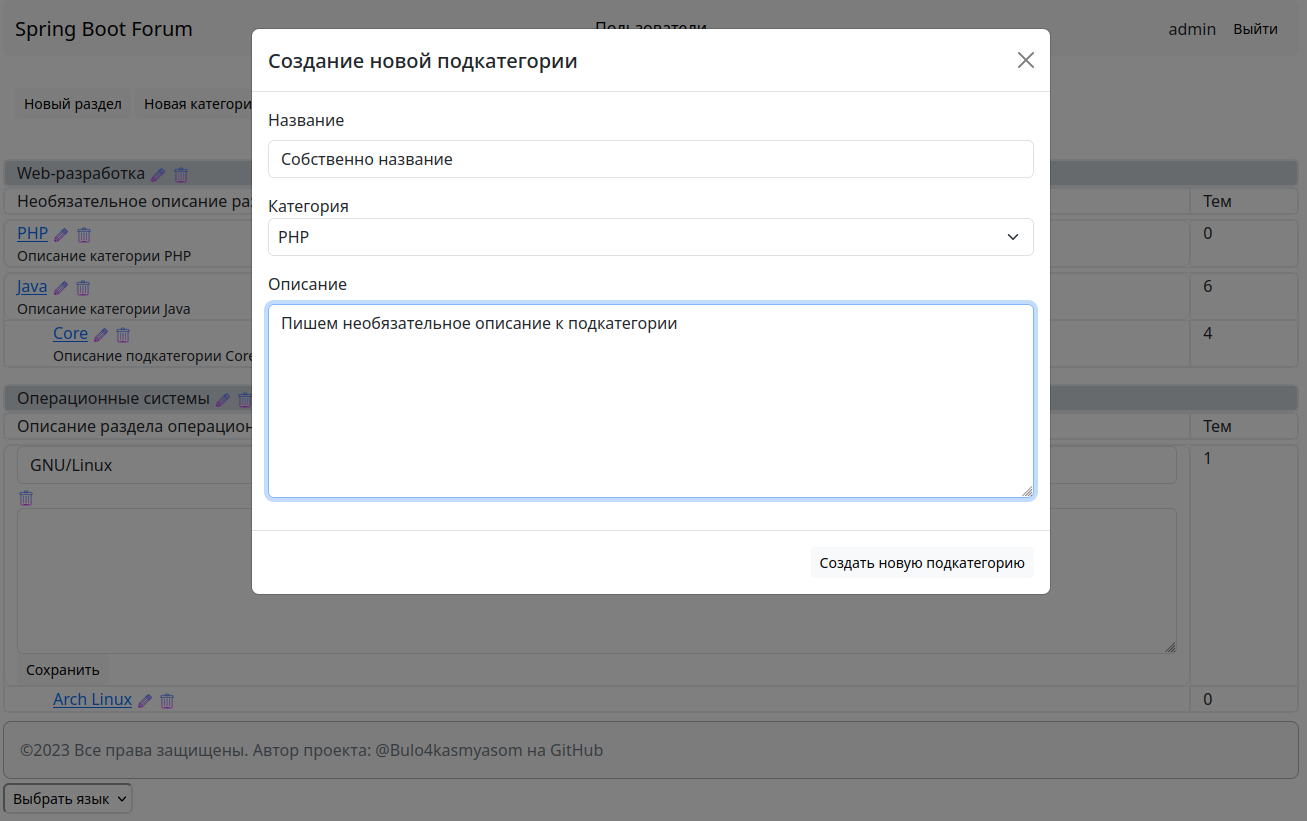 Spring Boot Forum
Пользователи
admin Выйти
Создание новой подкатегории
Новый раздел Новая категори
Название
Собственно название
Web-разработка
Необязательное описание ра
Тем
Категория
PHP
PHP
0
Описание категории PHP
Описание
Java
6
Описание категории Java
Пишем необязательное описание к подкатегории
Core
4
Описание подкатегории Core
Операционные системы
Описание раздела операцион
Тем
GNU/Linux
1
Создать новую подкатегорию
Сохранить
Arch Linux
0
©2023 Все права защищены. Автор проекта: @Bulo4kasmyasom на GitHub
Выбрать язык